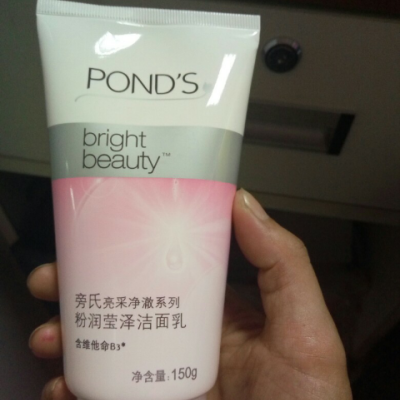 POND'S
bright
beauty™
旁氏亮采净澈系列
粉润莹泽洁面乳
含维他命B3*
净含量:150g